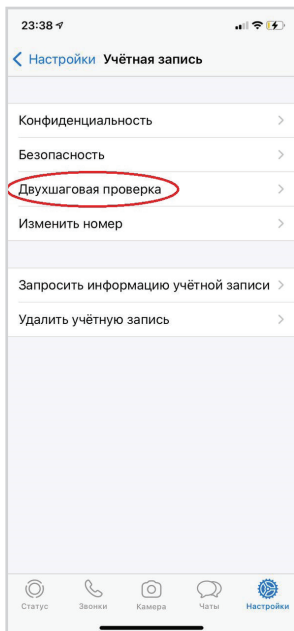 23:38
Настройки Учётная запись
Конфиденциальность
Безопасность
Двухшаговая проверка
Изменить номер
Запросить информацию учётной записи
Удалить учётную запись
Статус Звонки Камера Чаты Настройки